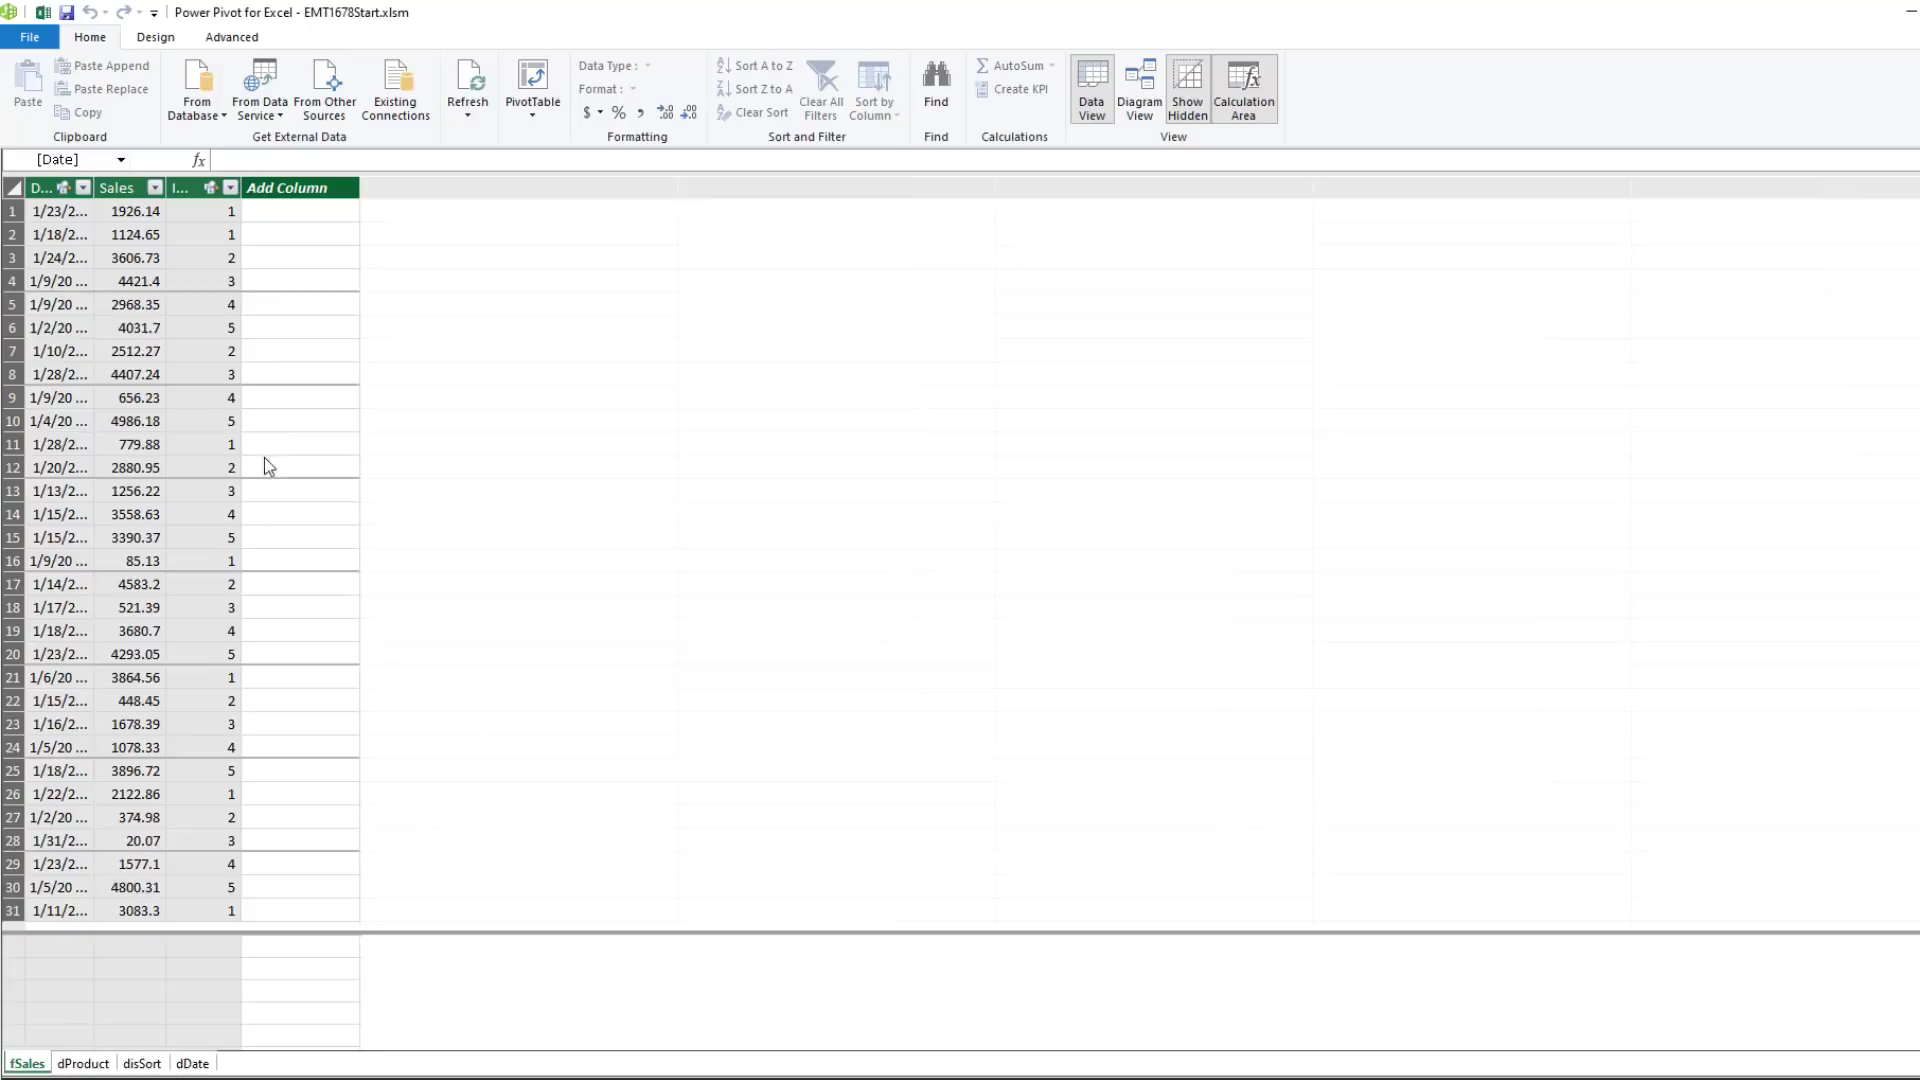 Power Pivot for Excel - EMT1678Start.xlsm
File Home Design Advanced
Paste
Paste Append
Paste Replace
Copy
Clipboard
From Database
From Data Service
From Other Sources
Existing Connections
Get External Data
Refresh
PivotTable
Data Type :
Format :
$ % ,
Formatting
Sort A to Z
Sort Z to A
Clear Sort
Clear All Filters
Sort by Column
Sort and Filter
Find
Find
AutoSum
Create KPI
Calculations
Data View
Diagram View
Show Hidden
Calculation Area
View
[Date] fx
D... Sales I... Add Column
1 1/23/2... 1926.14 1
2 1/18/2... 1124.65 1
3 1/24/2... 3606.73 2
4 1/9/20 ... 4421.4 3
5 1/9/20 ... 2968.35 4
6 1/2/20 ... 4031.7 5
7 1/10/2... 2512.27 2
8 1/28/2... 4407.24 3
9 1/9/20 ... 656.23 4
10 1/4/20 ... 4986.18 5
11 1/28/2... 779.88 1
12 1/20/2... 2880.95 2
13 1/13/2... 1256.22 3
14 1/15/2... 3558.63 4
15 1/15/2... 3390.37 5
16 1/9/20 ... 85.13 1
17 1/14/2... 4583.2 2
18 1/17/2... 521.39 3
19 1/18/2... 3680.7 4
20 1/23/2... 4293.05 5
21 1/6/20 ... 3864.56 1
22 1/15/2... 448.45 2
23 1/16/2... 1678.39 3
24 1/5/20 ... 1078.33 4
25 1/18/2... 3896.72 5
26 1/22/2... 2122.86 1
27 1/2/20 ... 374.98 2
28 1/31/2... 20.07 3
29 1/23/2... 1577.1 4
30 1/5/20 ... 4800.31 5
31 1/11/2... 3083.3 1
fSales dProduct disSort dDate